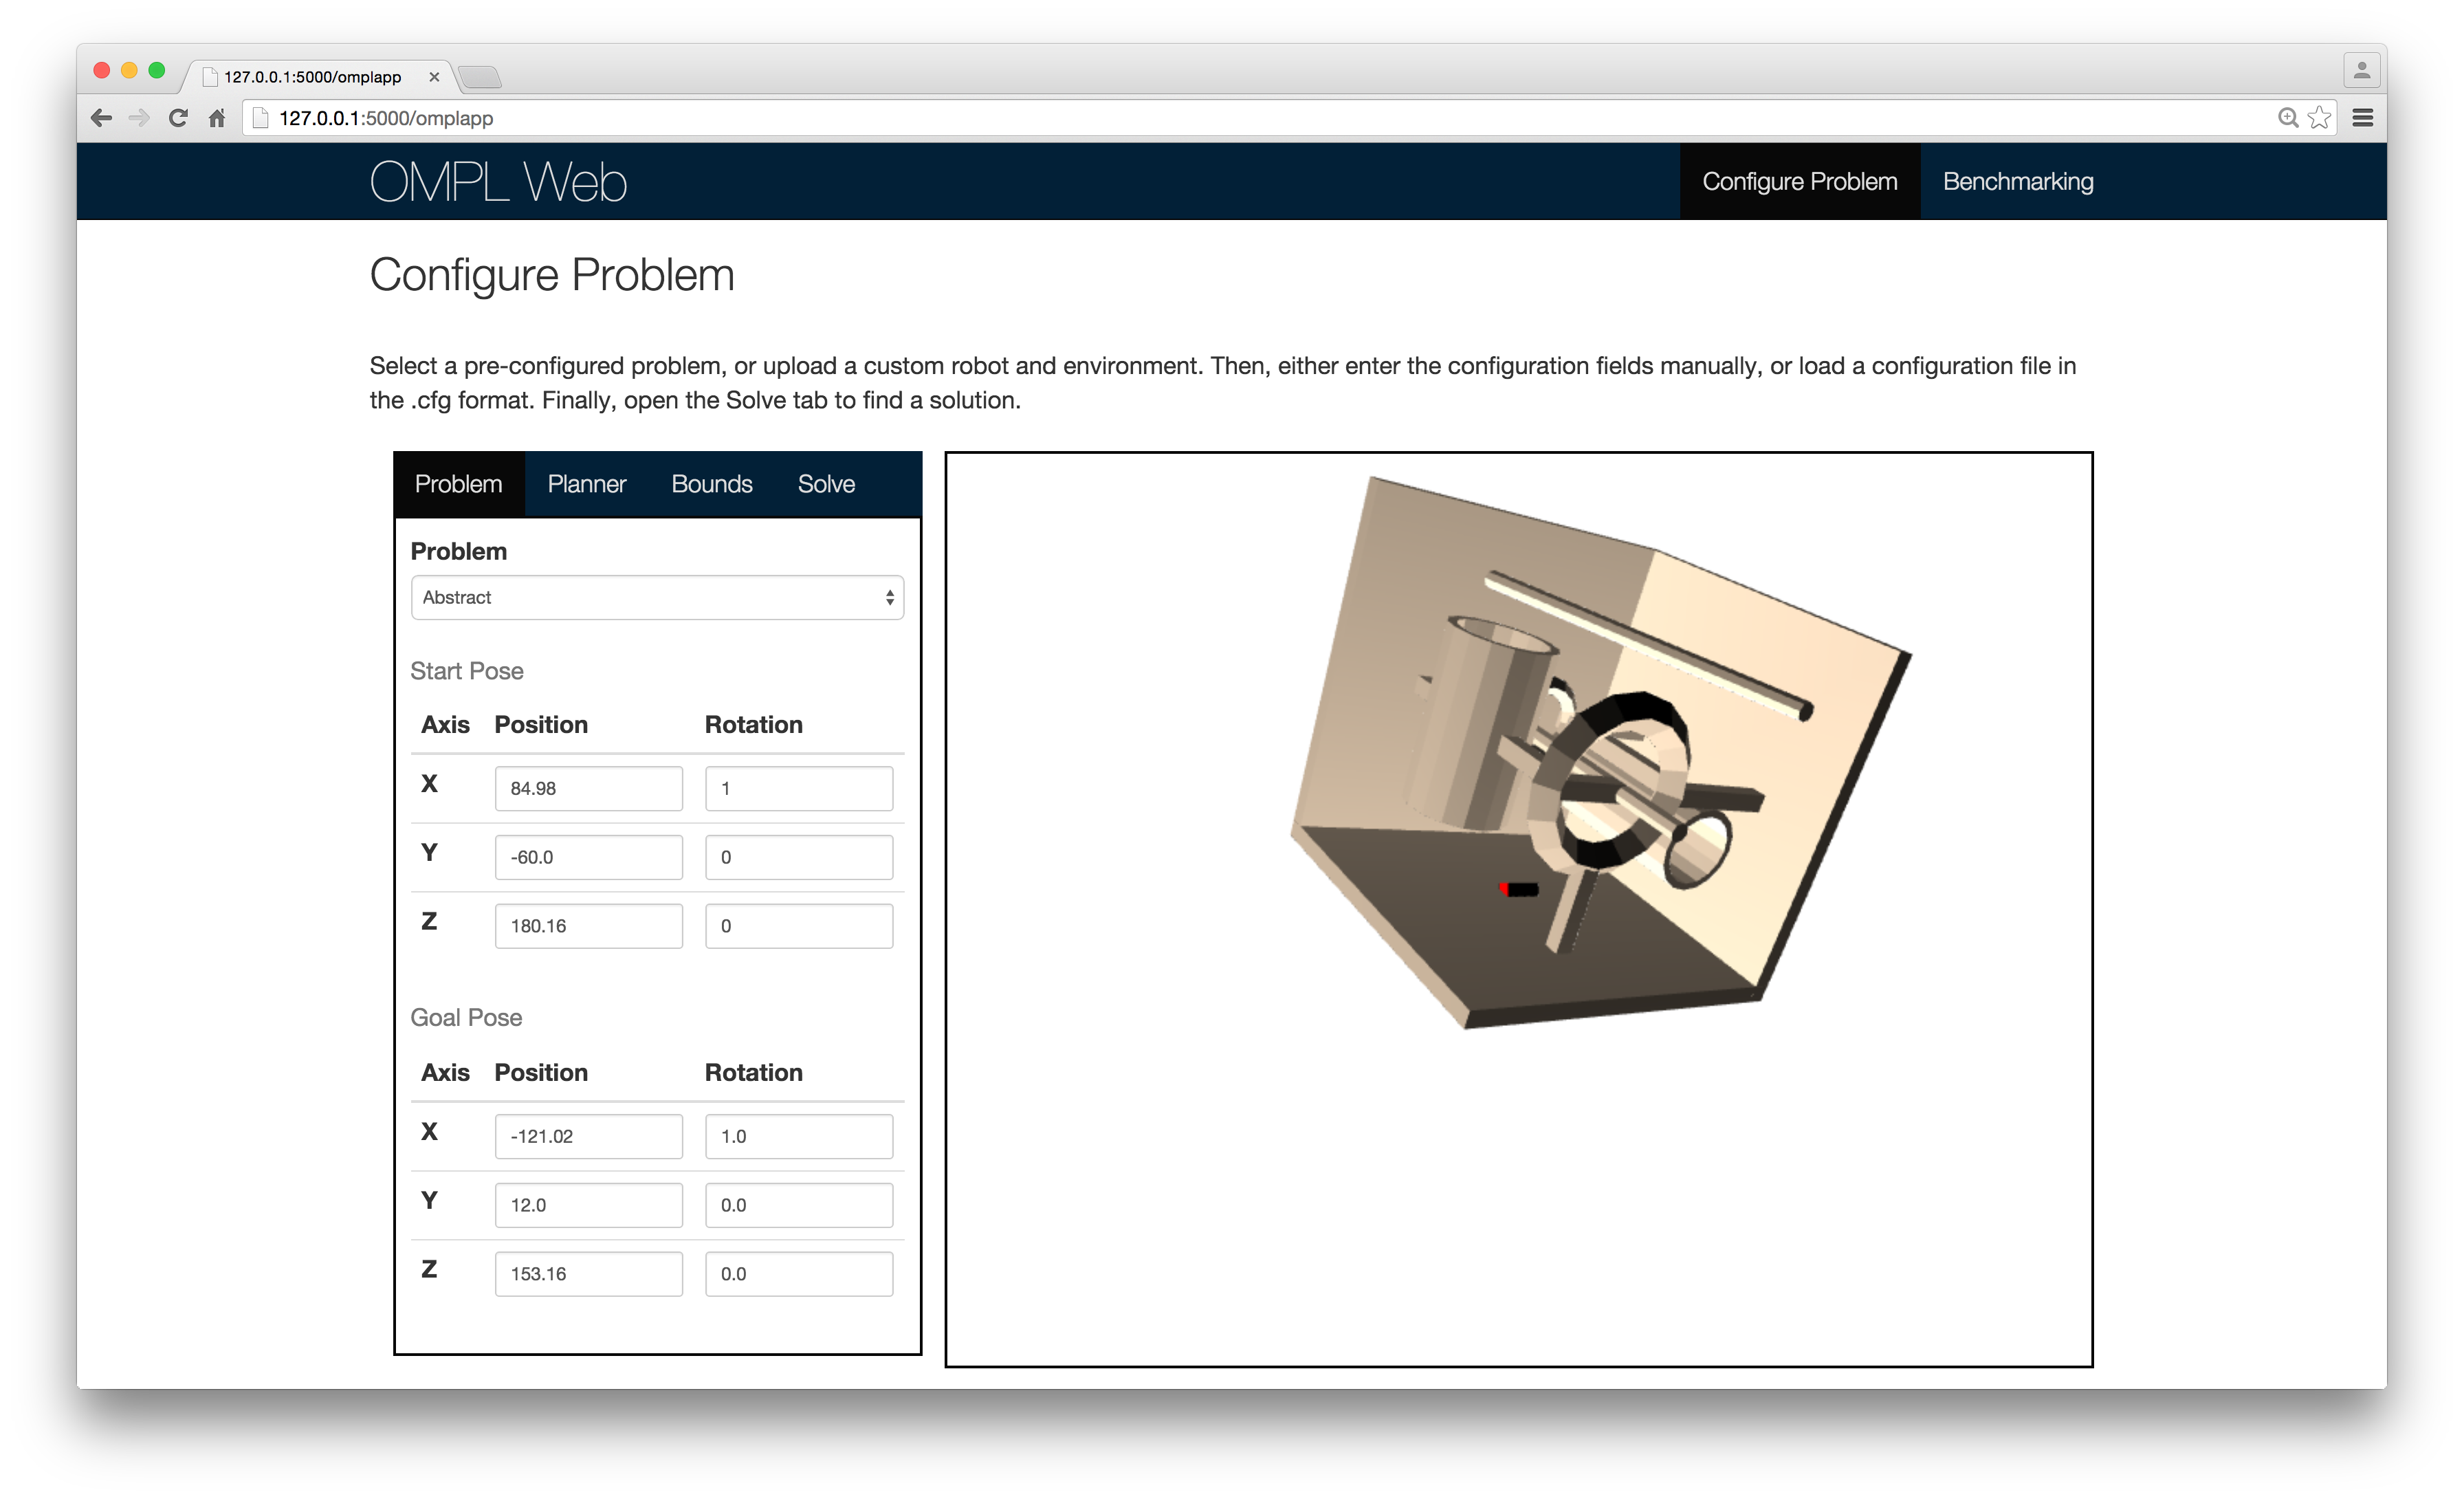 127.0.0.1:5000/omplapp
127.0.0.1:5000/omplapp
OMPL Web
Configure Problem
Benchmarking
Configure Problem
Select a pre-configured problem, or upload a custom robot and environment. Then, either enter the configuration fields manually, or load a configuration file in
the .cfg format. Finally, open the Solve tab to find a solution.
Problem Planner Bounds Solve
Problem
Abstract
Start Pose
Axis Position Rotation
X 84.98 1
Y -60.0 0
Z 180.16 0
Goal Pose
Axis Position Rotation
X -121.02 1.0
Y 12.0 0.0
Z 153.16 0.0